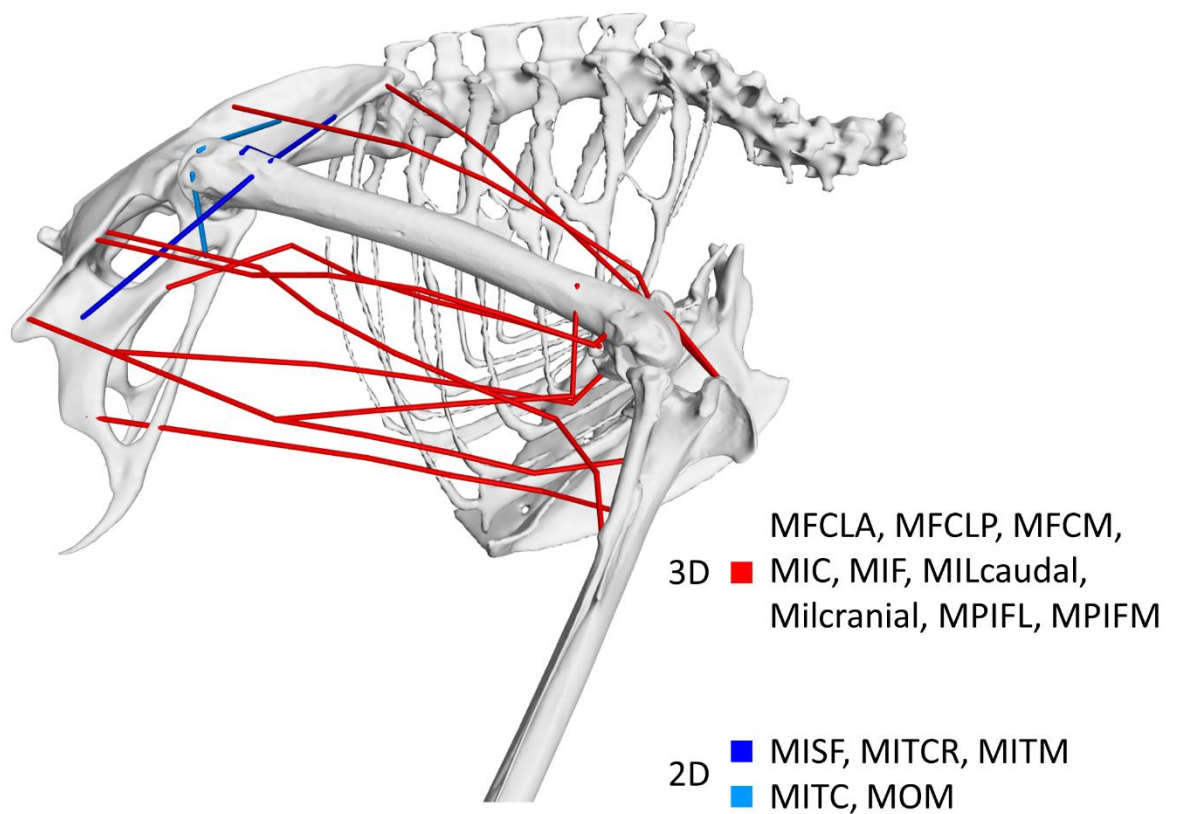 MFCLA, MFCLP, MFCM,
3D MIC, MIF, MILcaudal,
Milcranial, MPIFL, MPIFM
MISF, MITCR, MITM
2D
MITC, MOM